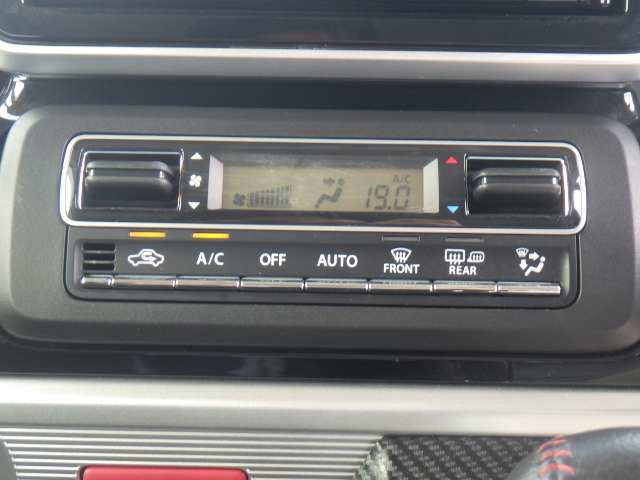 A/C
19.0
A/C OFF AUTO FRONT REAR